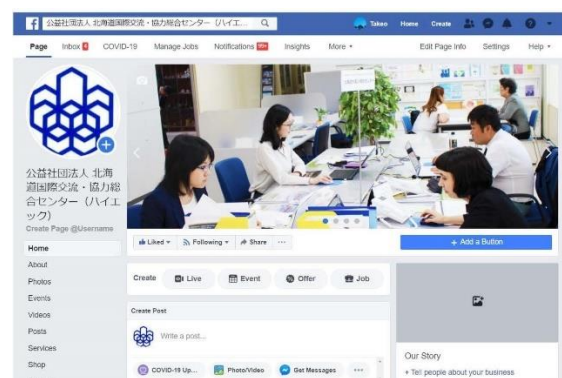 公益社団法人 北海道国際交流・協力総合センター（ハイエ...
Takeo Home Create
Page Inbox COVID-19 Manage Jobs Notifications 99+ Insights More Edit Page Info Settings Help
公益社団法人 北海
道国際交流・協力総
合センター（ハイエ
ック）
Create Page @Username
Liked Following Share ... + Add a Button
Home
About
Photos
Events
Videos
Posts
Services
Shop
Create Live Event Offer Job
Create Post
Write a post...
COVID-19 Up... Photo/Video Get Messages ...
Our Story
+ Tell people about your business